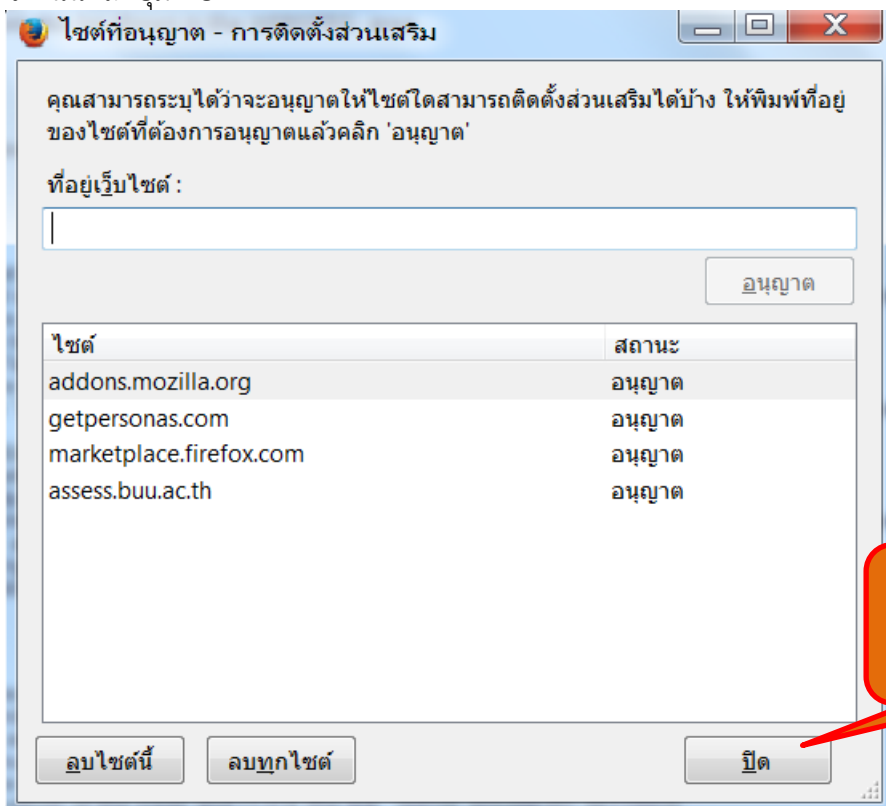 ไซต์ที่อนุญาต - การติดตั้งส่วนเสริม
คุณสามารถระบุได้ว่าจะอนุญาตให้ไซต์ใดสามารถติดตั้งส่วนเสริมได้บ้าง ให้พิมพ์ที่อยู่
ของไซต์ที่ต้องการอนุญาตแล้วคลิก 'อนุญาต'
ที่อยู่เว็บไซต์ :
อนุญาต
ไซต์ สถานะ
addons.mozilla.org อนุญาต
getpersonas.com อนุญาต
marketplace.firefox.com อนุญาต
assess.buu.ac.th อนุญาต
ลบไซต์นี้ ลบทุกไซต์ ปิด